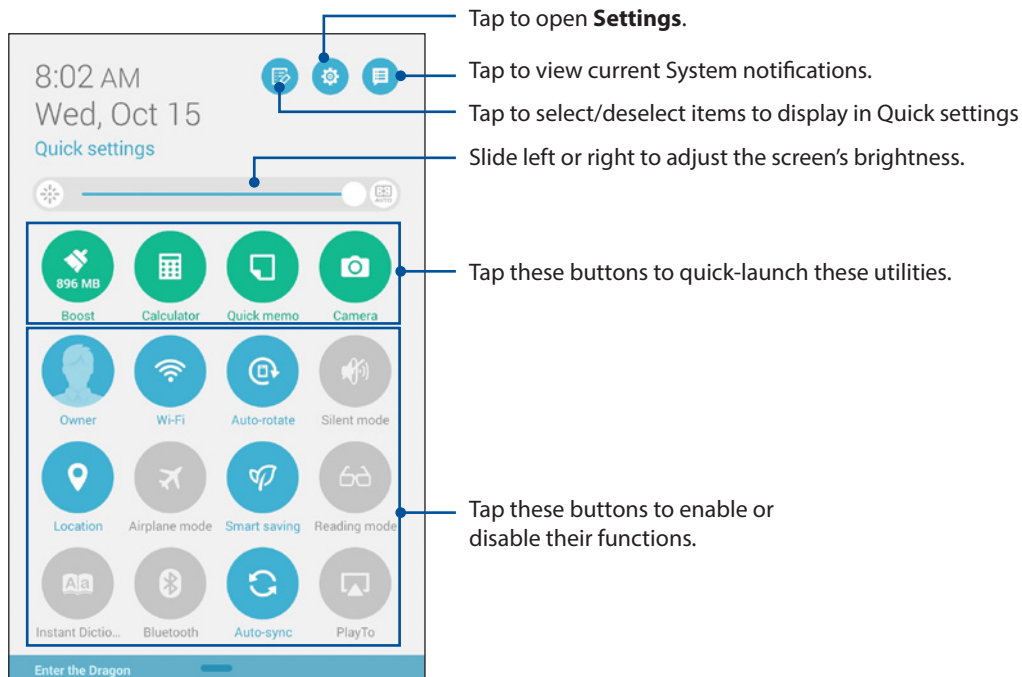 Tap to open Settings.
8:02 AM
Tap to view current System notifications.
Wed, Oct 15
Tap to select/deselect items to display in Quick settings
Quick settings
Slide left or right to adjust the screen's brightness.
AUTO
896 MB
Tap these buttons to quick-launch these utilities.
Boost Calculator Quick memo Camera
Owner Wi-Fi Auto-rotate Silent mode
Location Airplane mode Smart saving Reading mode
Tap these buttons to enable or
disable their functions.
Aa
Instant Dictio... Bluetooth Auto-sync PlayTo
Enter the Dragon